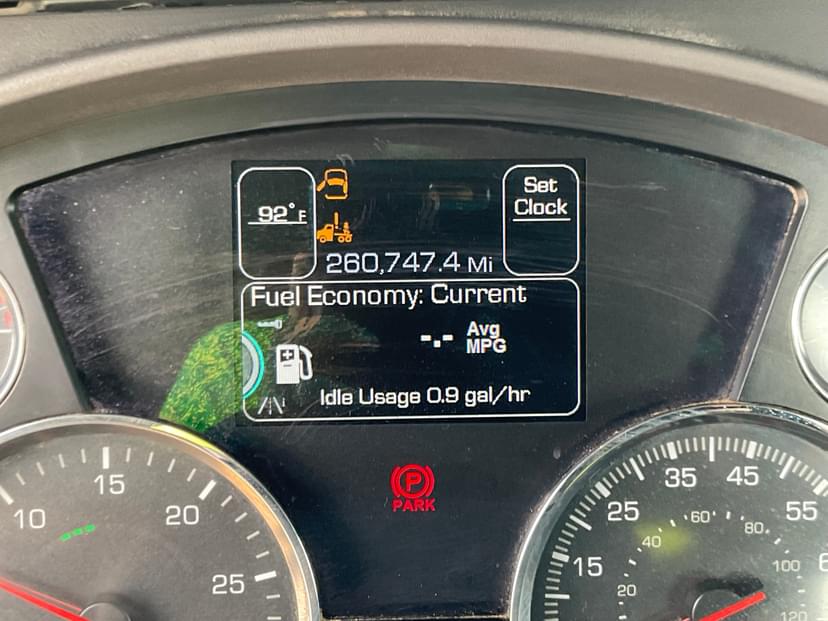 92°F
Set
Clock
260,747.4 Mi
Fuel Economy: Current
-.- Avg
MPG
Idle Usage 0.9 gal/hr
P
PARK
10
15
20
25
15
25
35
45
55
20
40
60
80
100
120